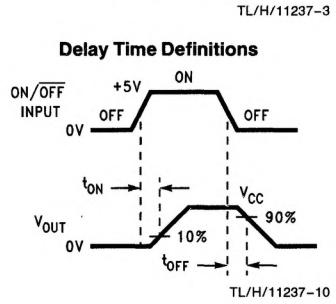 TL/H/11237–3
Delay Time Definitions
ON/OFF INPUT
+5V
ON
OFF
OFF
0V
tON
VCC
VOUT
90%
10%
0V
tOFF
TL/H/11237–10